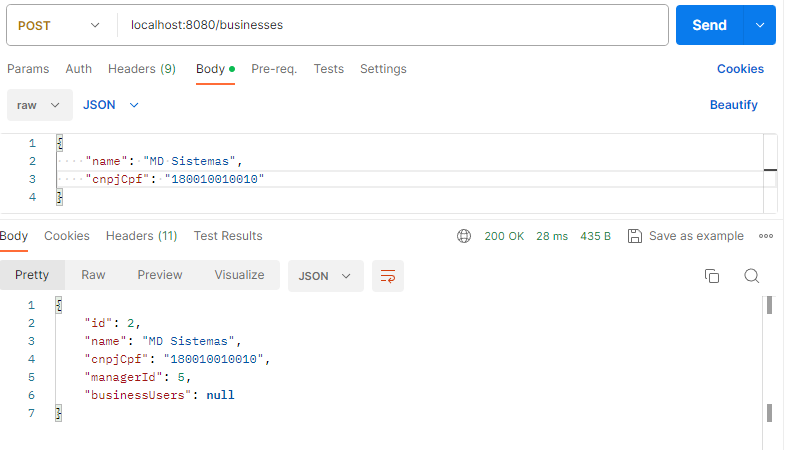 POST localhost:8080/businesses Send
Params Auth Headers (9) Body Pre-req. Tests Settings Cookies
raw JSON Beautify
1 {
2 "name": "MD Sistemas",
3 "cnpjCpf": "180010010010"
4 }
Body Cookies Headers (11) Test Results 200 OK 28 ms 435 B Save as example
Pretty Raw Preview Visualize JSON
1 {
2 "id": 2,
3 "name": "MD Sistemas",
4 "cnpjCpf": "180010010010",
5 "managerId": 5,
6 "businessUsers": null
7 }